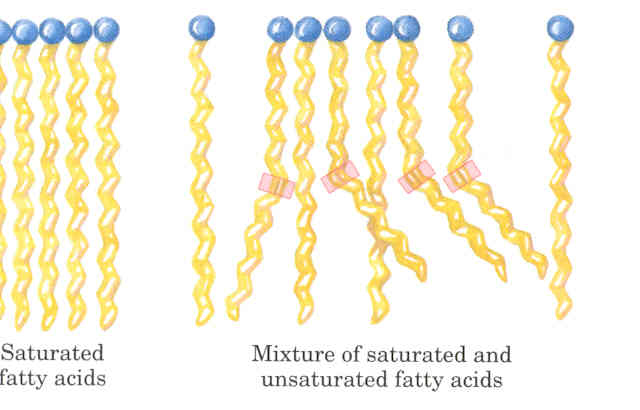 Saturated
fatty acids
Mixture of saturated and
unsaturated fatty acids